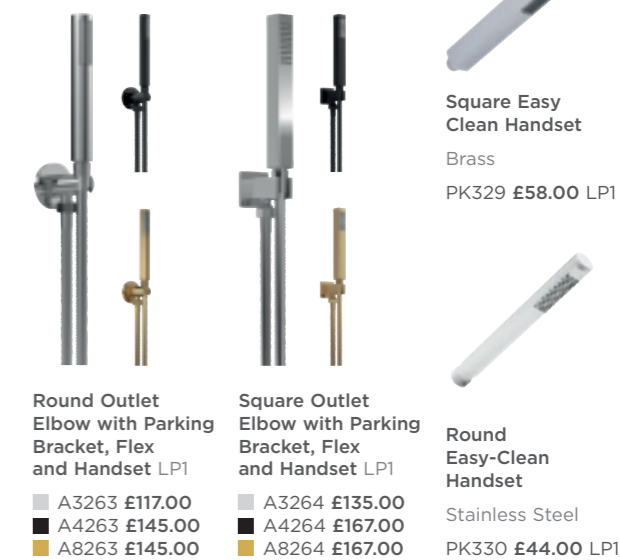 Round Outlet
Elbow with Parking
Bracket, Flex
and Handset LP1
A3263 £117.00
A4263 £145.00
A8263 £145.00
Square Outlet
Elbow with Parking
Bracket, Flex
and Handset LP1
A3264 £135.00
A4264 £167.00
A8264 £167.00
Square Easy
Clean Handset
Brass
PK329 £58.00 LP1
Round
Easy-Clean
Handset
Stainless Steel
PK330 £44.00 LP1